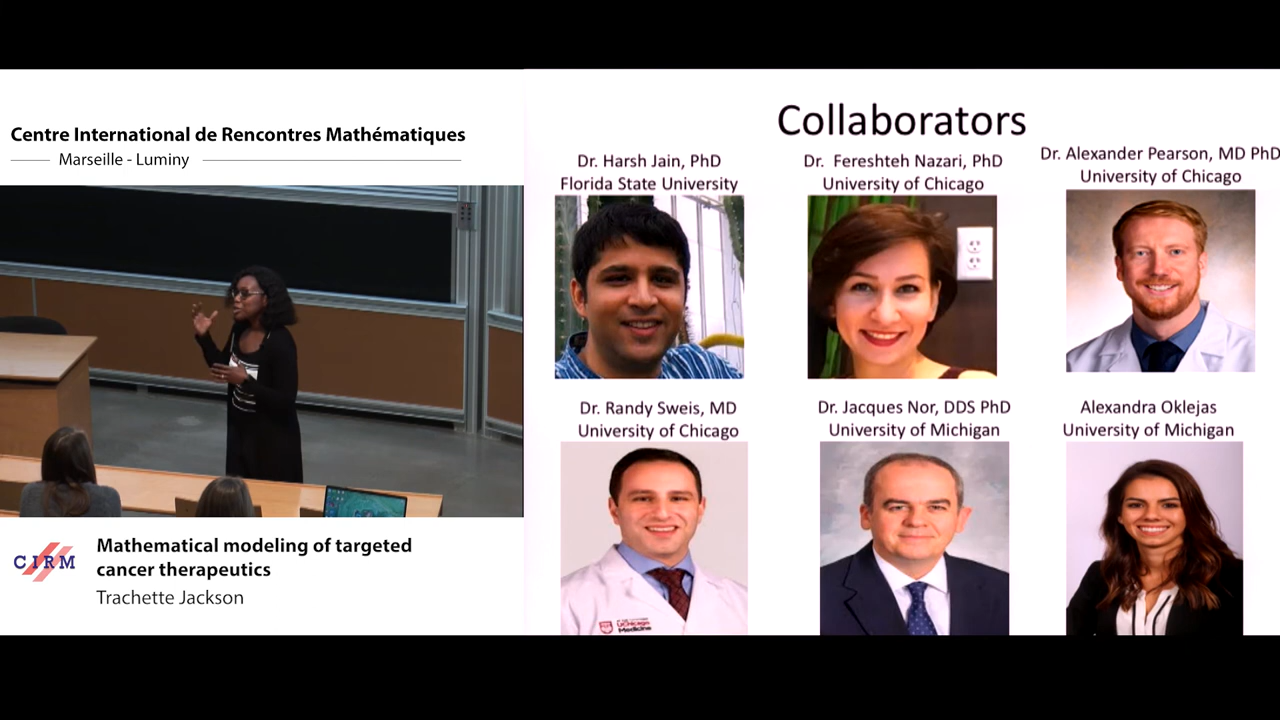 Centre International de Rencontres Mathématiques
Marseille - Luminy
CIRM
Mathematical modeling of targeted
cancer therapeutics
Trachette Jackson
Collaborators
Dr. Harsh Jain, PhD
Florida State University
Dr. Fereshteh Nazari, PhD
University of Chicago
Dr. Alexander Pearson, MD PhD
University of Chicago
Dr. Randy Sweis, MD
University of Chicago
Dr. Jacques Nor, DDS PhD
University of Michigan
Alexandra Oklejas
University of Michigan
UChicago
Medicine